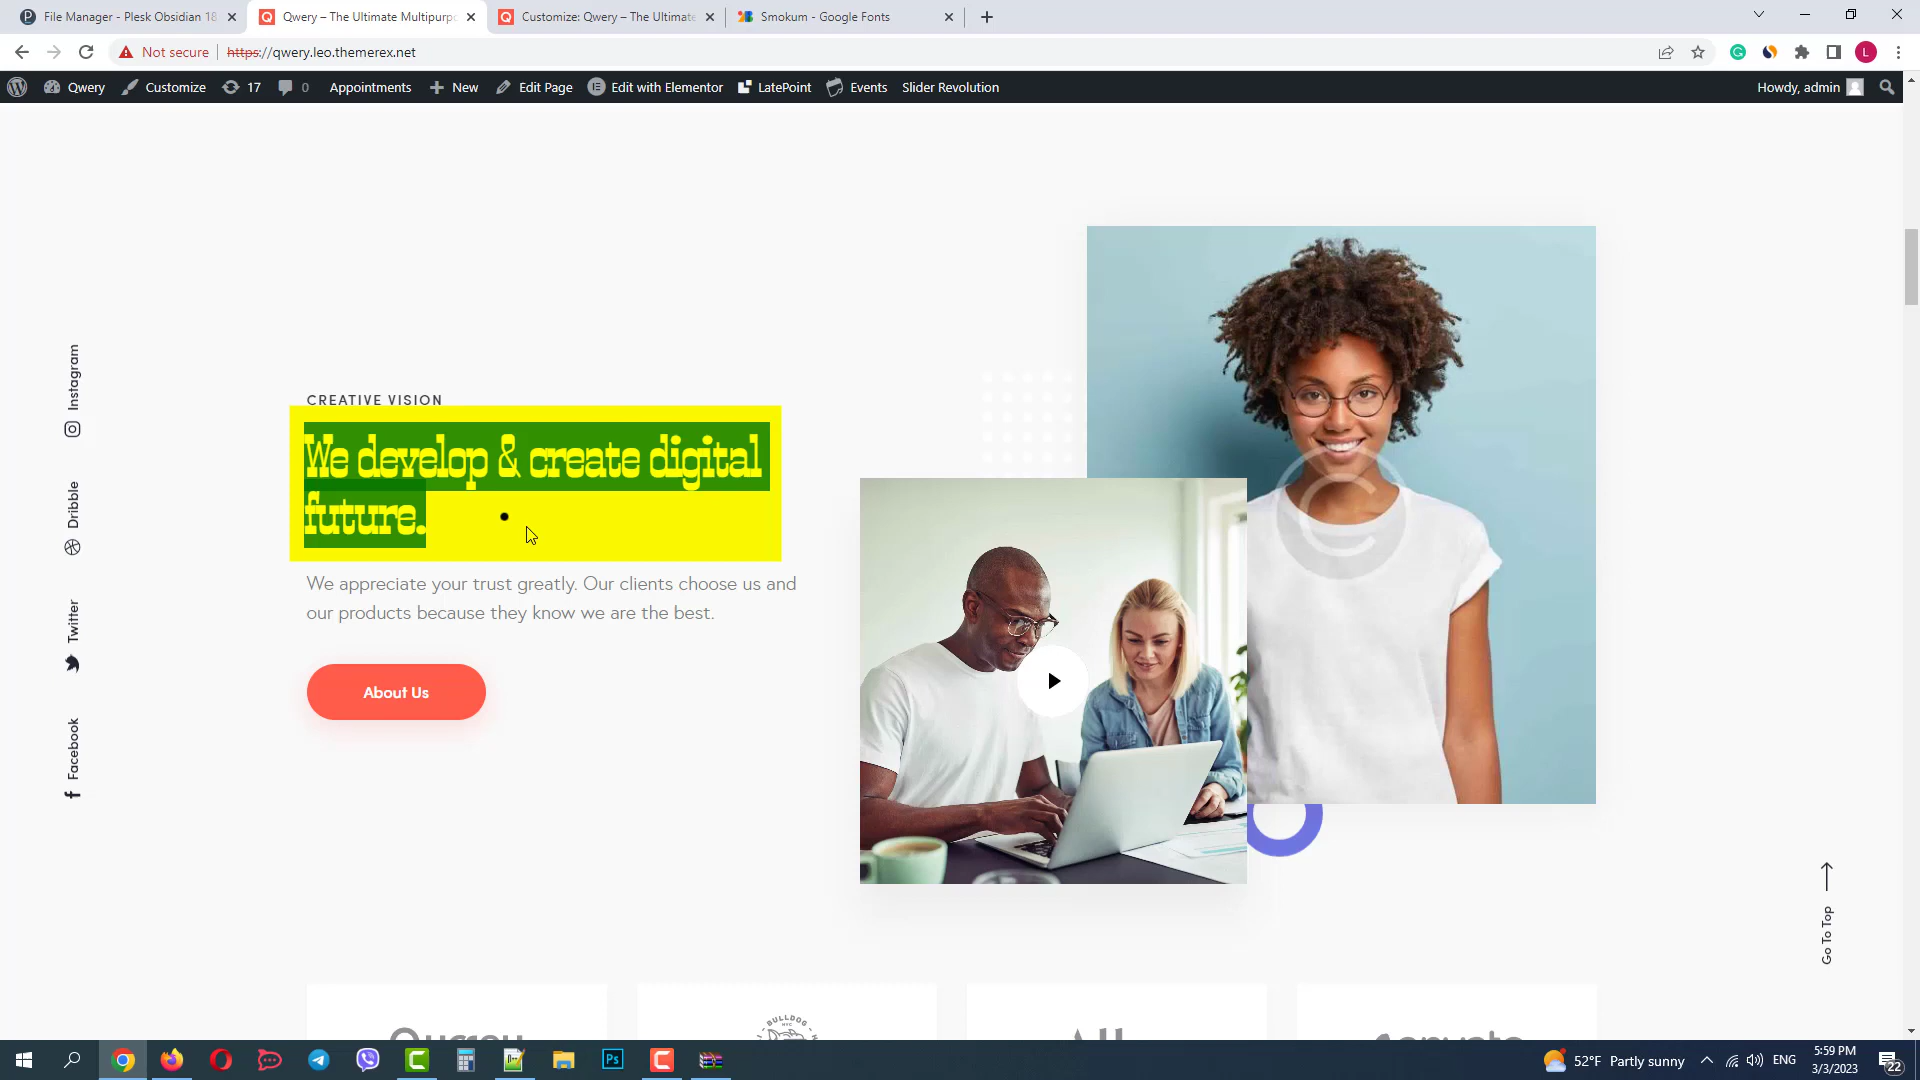 File Manager - Plesk Obsidian 18
Qwery – The Ultimate Multipurpo
Customize: Qwery – The Ultimate
Smokum - Google Fonts
Not secure
https://qwery.leo.themerex.net
L
Qwery
Customize
17
0
Appointments
New
Edit Page
Edit with Elementor
LatePoint
Events
Slider Revolution
Howdy, admin
Instagram
Dribble
Twitter
Facebook
CREATIVE VISION
We develop & create digital
future.
We appreciate your trust greatly. Our clients choose us and
our products because they know we are the best.
About Us
Go To Top
BULLDOG
NYC
52°F Partly sunny
ENG
5:59 PM
3/3/2023
22
Ps